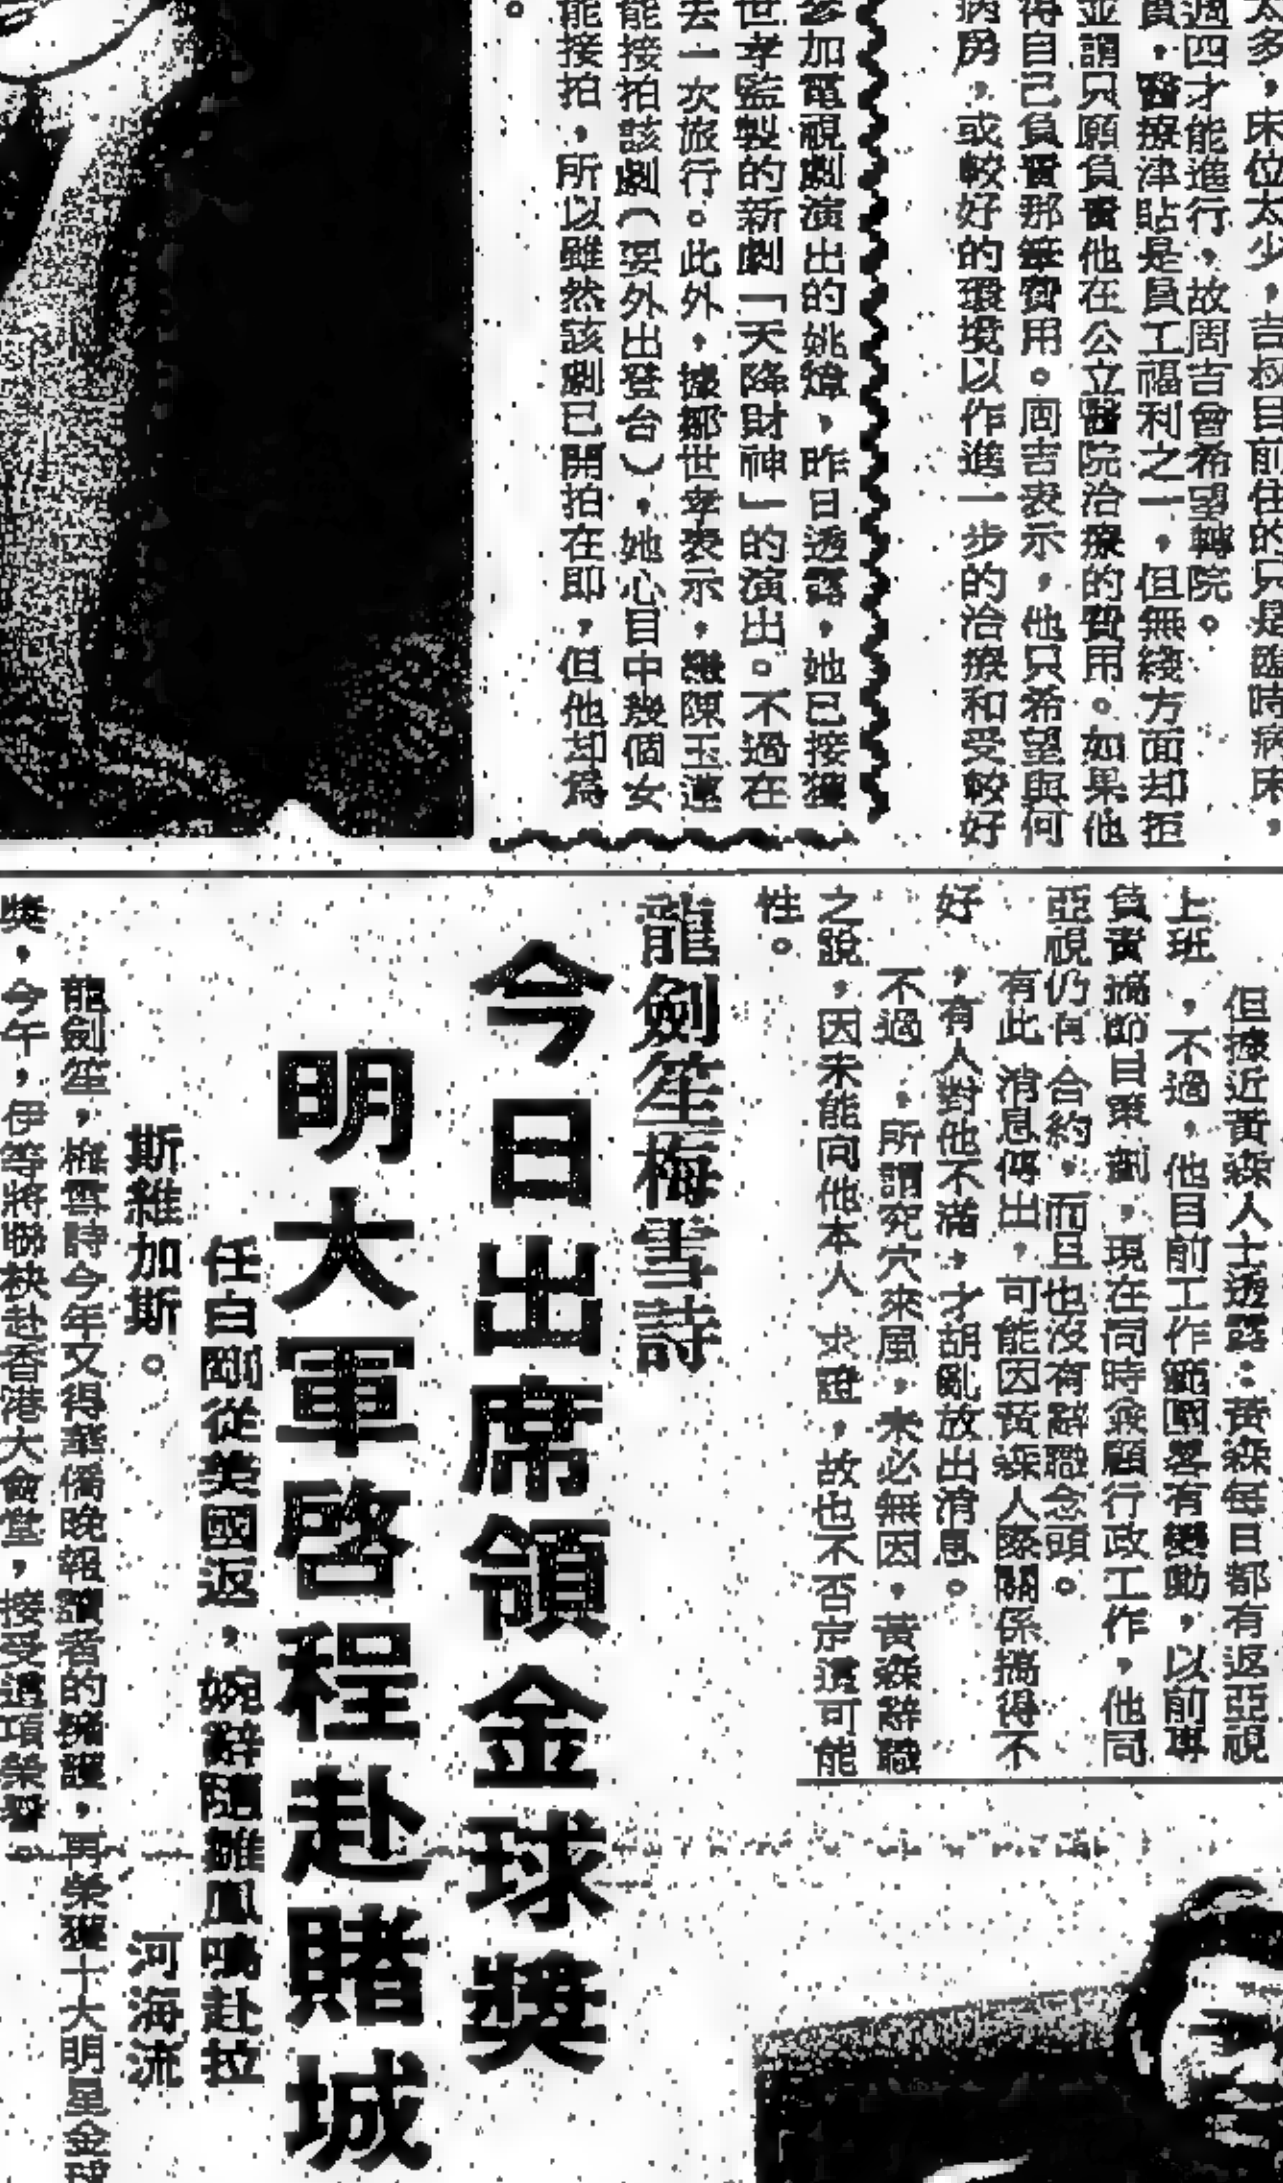 太多，床位太少，吉叔目前住的只是臨時病床，
週四才能進行，故周吉曾希望轉院。
責，醫療津貼是員工福利之一，但無綫方面却拒
並謂只願負責他在公立醫院治療的費用。如果他
得自己負責那筆費用。周吉表示，他只希望與何
病房，或較好的環境以作進一步的治療和受較好
參加電視劇演出的姚煒，昨日透露，她已接獲
世孝監製的新劇「天降財神」的演出。不過在
去一次旅行。此外，據鄧世孝表示，繼陳玉蓮
能接拍該劇（要外出登台），她心目中幾個女
能接拍，所以雖然該劇已開拍在即，但他却爲
。
但據近黃森人士透露：黃森每日都有返亞視
上班，不過，他目前工作範圍畧有變動，以前專
負責搞節目策劃，現在同時兼顧行政工作，他同
亞視仍有合約，而且也沒有辭職念頭。
有此消息傳出，可能因黃森人際關係搞得不
好，有人對他不滿，才胡亂放出消息。
不過，所謂究穴來風，未必無因，黃森辭職
之說，因未能向他本人求證，故也不否定這可能
性。
龍劍笙梅雪詩
今日出席領金球獎
明大軍啓程赴賭城
任白剛從美國返，婉辭隨雛鳳鳴赴拉
斯維加斯。
河海流
龍劍笙，梅雪詩今年又得華僑晚報讀者的擁護，再榮獲十大明星金球
獎，今午，伊等將聯袂赴香港大會堂，接受這項榮譽。